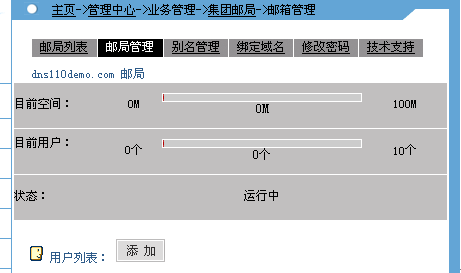 主页->管理中心->业务管理->集团邮局->邮箱管理
邮局列表 邮局管理 别名管理 绑定域名 修改密码 技术支持
dns110demo.com 邮局
目前空间： 0M 0M 100M
目前用户： 0个 0个 10个
状态： 运行中
用户列表： 添 加